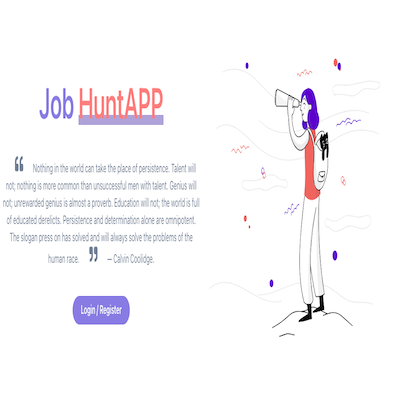 Job HuntAPP
❝ Nothing in the world can take the place of persistence. Talent will
not; nothing is more common than unsuccessful men with talent. Genius will
not; unrewarded genius is almost a proverb. Education will not; the world is full
of educated derelicts. Persistence and determination alone are omnipotent.
The slogan press on has solved and will always solve the problems of the
human race. ❞ — Calvin Coolidge.
Login / Register